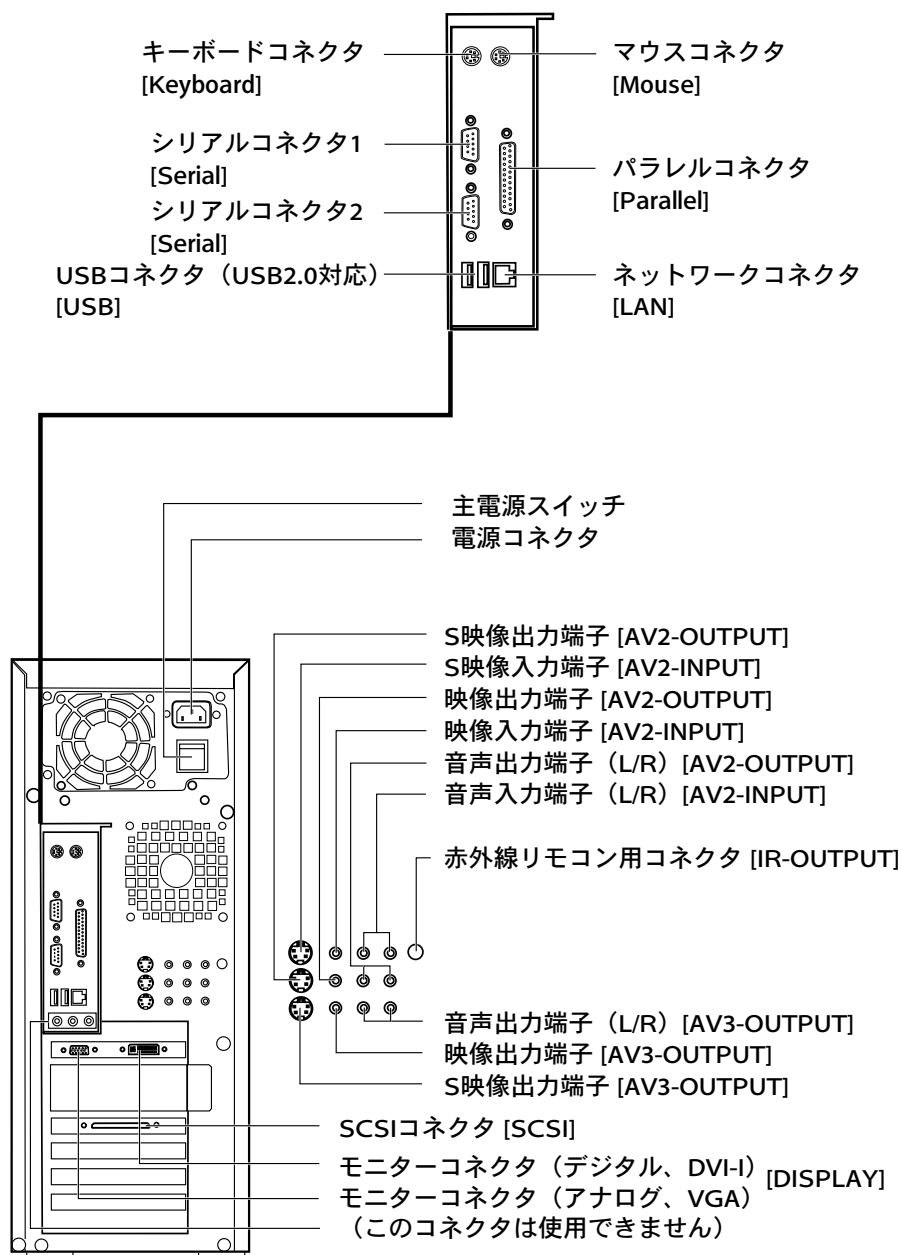 キーボードコネクタ
[Keyboard]
マウスコネクタ
[Mouse]
シリアルコネクタ1
[Serial]
パラレルコネクタ
[Parallel]
シリアルコネクタ2
[Serial]
USBコネクタ（USB2.0対応）
[USB]
ネットワークコネクタ
[LAN]
主電源スイッチ
電源コネクタ
S映像出力端子 [AV2-OUTPUT]
S映像入力端子 [AV2-INPUT]
映像出力端子 [AV2-OUTPUT]
映像入力端子 [AV2-INPUT]
音声出力端子（L/R）[AV2-OUTPUT]
音声入力端子（L/R）[AV2-INPUT]
赤外線リモコン用コネクタ [IR-OUTPUT]
音声出力端子（L/R）[AV3-OUTPUT]
映像出力端子 [AV3-OUTPUT]
S映像出力端子 [AV3-OUTPUT]
SCSIコネクタ [SCSI]
モニターコネクタ（デジタル、DVI-I）
モニターコネクタ（アナログ、VGA）
[DISPLAY]
（このコネクタは使用できません）